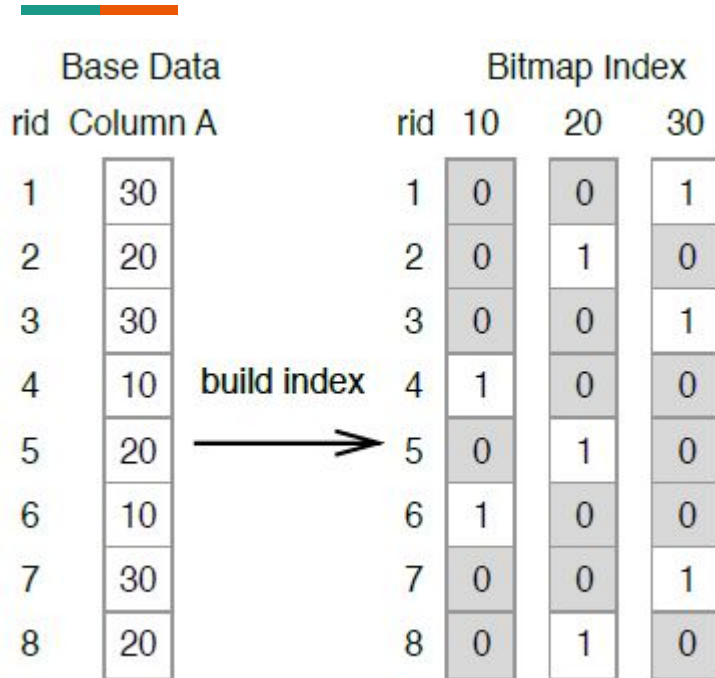 Base Data Bitmap Index
rid Column A rid 10 20 30
1 30 1 0 0 1
2 20 2 0 1 0
3 30 3 0 0 1
4 10 build index 4 1 0 0
5 20 5 0 1 0
6 10 6 1 0 0
7 30 7 0 0 1
8 20 8 0 1 0